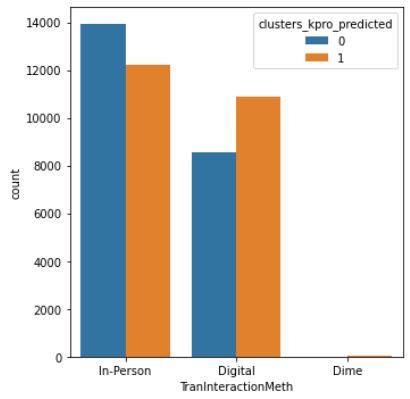 clusters_kpro_predicted
0
1
14000
12000
10000
8000
6000
4000
2000
0
count
In-Person Digital Dime
TranInteractionMeth